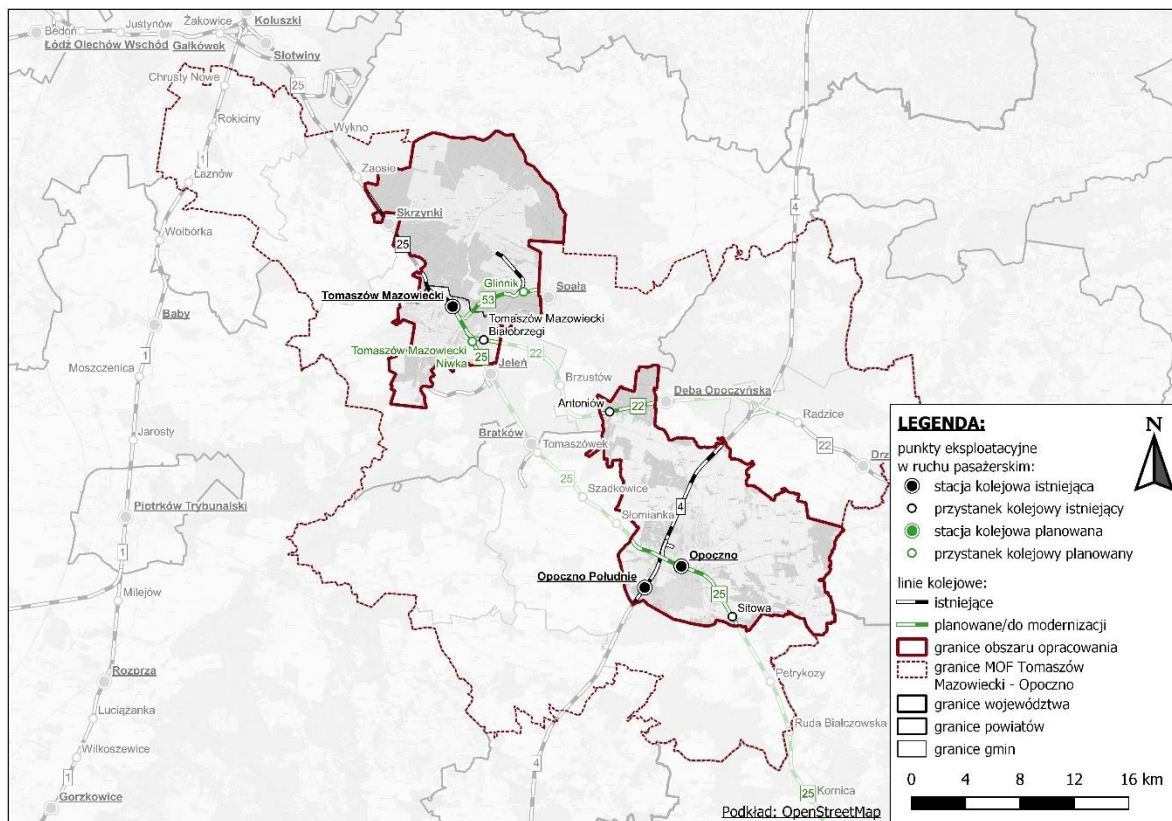 Bedoń
Justynów
Żakowice
Koluszki
Łódź Olechów Wschód
Gałkówek
Słotwiny
Chrusty Nowe
25
Rokiciny
Wykno
1
Zaosie
Łaznów
Skrzynki
4
Wolbórka
25
Glinnik
Spała
Tomaszów Mazowiecki
53
Tomaszów Mazowiecki
Białobrzegi
Baby
Tomaszów Mazowiecki
Niwka
25
22
1
Jeleń
Moszczenica
Brzustów
Antoniów
22
Dęba Opoczyńska
Radzice
Jarosty
Bratków
Tomaszówek
22
Drz
25
Szadkowice
Piotrków Trybunalski
4
Słomianka
1
Opoczno
Opoczno Południe
Milejów
25
Sitowa
Rozprza
Petrykozy
Luciążanka
Ruda Białczowska
Wilkoszewice
4
1
Kornica
25
Gorzkowice
Podkład: OpenStreetMap
LEGENDA:
N
punkty eksploatacyjne
w ruchu pasażerskim:
stacja kolejowa istniejąca
przystanek kolejowy istniejący
stacja kolejowa planowana
przystanek kolejowy planowany
linie kolejowe:
istniejące
planowane/do modernizacji
granice obszaru opracowania
granice MOF Tomaszów
Mazowiecki - Opoczno
granice województwa
granice powiatów
granice gmin
0 4 8 12 16 km